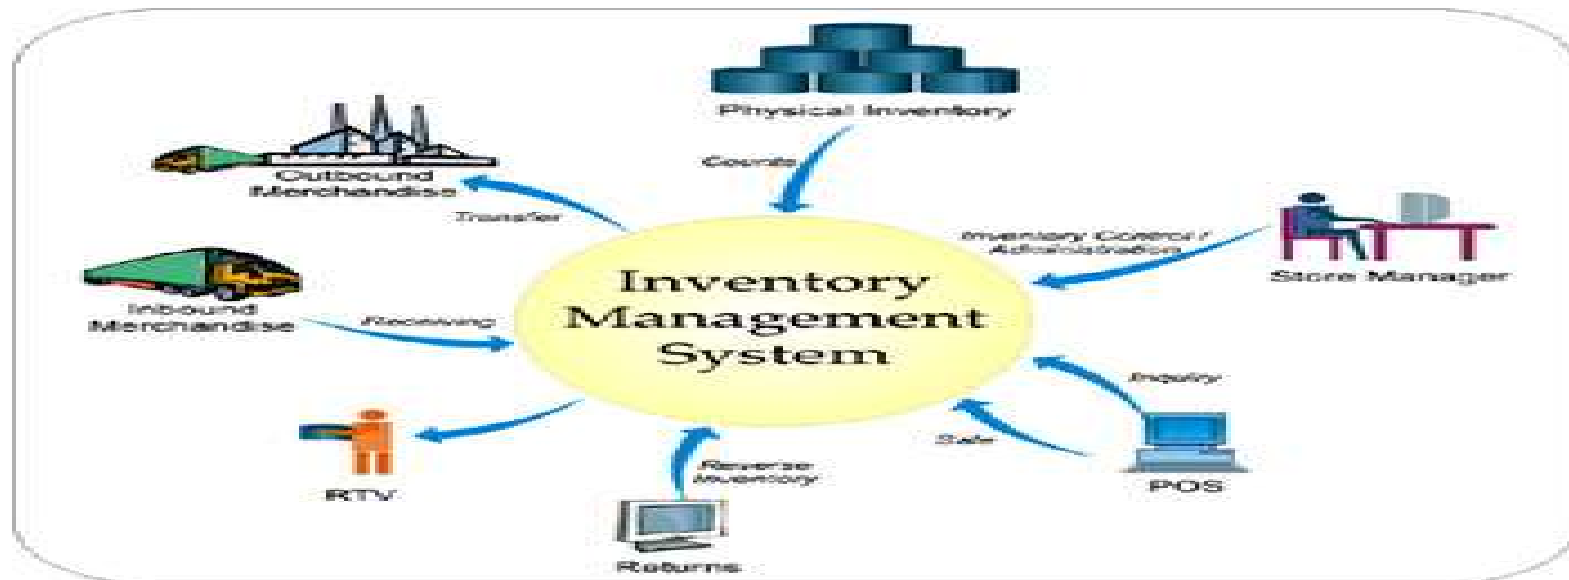 Physical Inventory
Counts
Outbound
Merchandise
Transfer
Inventory Control /
Administration
Store Manager
Inbound
Merchandise
Receiving
Inventory
Management
System
Inquiry
Sale
POS
RTV
Reverse
Inventory
Returns